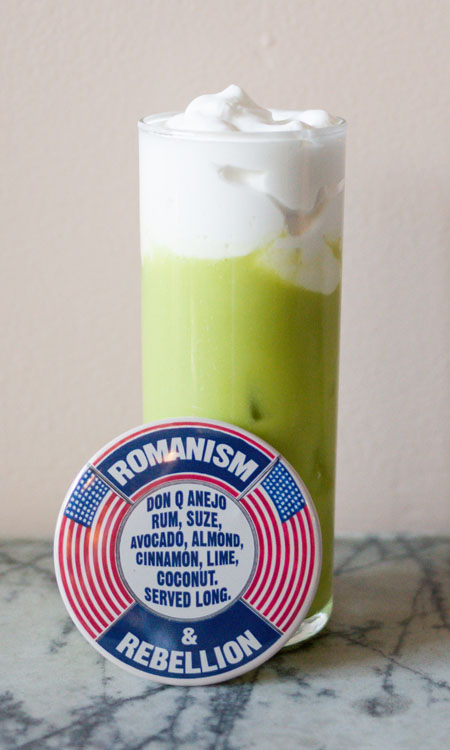 ROMANISM
DON Q ANEJO
RUM, SUZE,
AVOCADO, ALMOND,
CINNAMON, LIME,
COCONUT.
SERVED LONG.
&
REBELLION